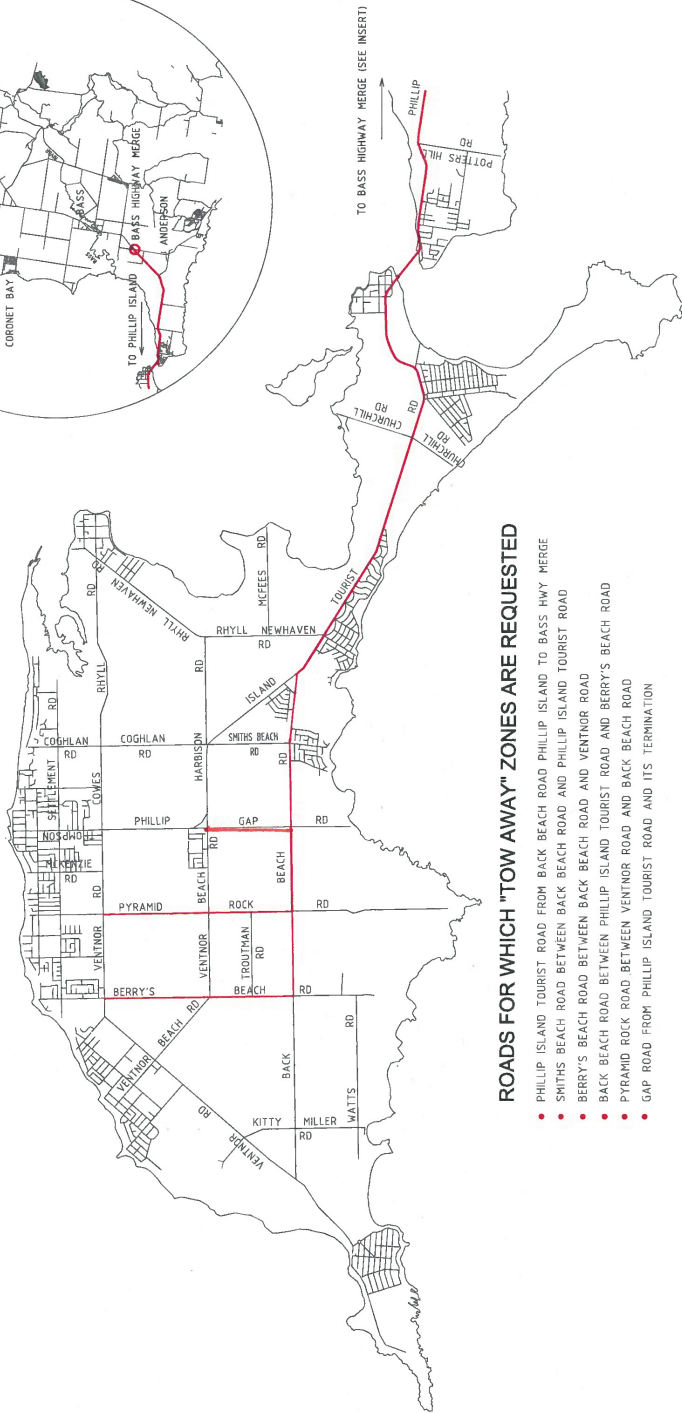 CORONET BAY
BASS
BASS HIGHWAY MERGE
ANDERSON
TO PHILLIP ISLAND
TO BASS HIGHWAY MERGE (SEE INSERT)
PHILLIP
POTTERS HILL
RD
CHURCHILL
RD
RD
CHURCHILL
RD
TOURIST
ISLAND
MCFEES RD
RHYLL NEWHAVEN
RD
RHYLL NEWHAVEN
RD
RHYLL
RD
COGHLAN
RD
COGHLAN
RD
SMITHS BEACH
RD
RD
HARBISON
RD
SETTLEMENT
RD
COWES
THOMPSON
MCKENZIE
RD
RD
PHILLIP
GAP
RD
RD
BEACH
BEACH
PYRAMID
ROCK
RD
VENTNOR
VENTNOR
TROUTMAN
RD
BERRY'S
BEACH
RD
VENTNOR
BEACH RD
BACK
WATTS
RD
KITTY MILLER
RD
VENTNOR
RD
ROADS FOR WHICH "TOW AWAY" ZONES ARE REQUESTED
• PHILLIP ISLAND TOURIST ROAD FROM BACK BEACH ROAD PHILLIP ISLAND TO BASS HWY MERGE
• SMITHS BEACH ROAD BETWEEN BACK BEACH ROAD AND PHILLIP ISLAND TOURIST ROAD
• BERRY'S BEACH ROAD BETWEEN BACK BEACH ROAD AND VENTNOR ROAD
• BACK BEACH ROAD BETWEEN PHILLIP ISLAND TOURIST ROAD AND BERRY'S BEACH ROAD
• PYRAMID ROCK ROAD BETWEEN VENTNOR ROAD AND BACK BEACH ROAD
• GAP ROAD FROM PHILLIP ISLAND TOURIST ROAD AND ITS TERMINATION